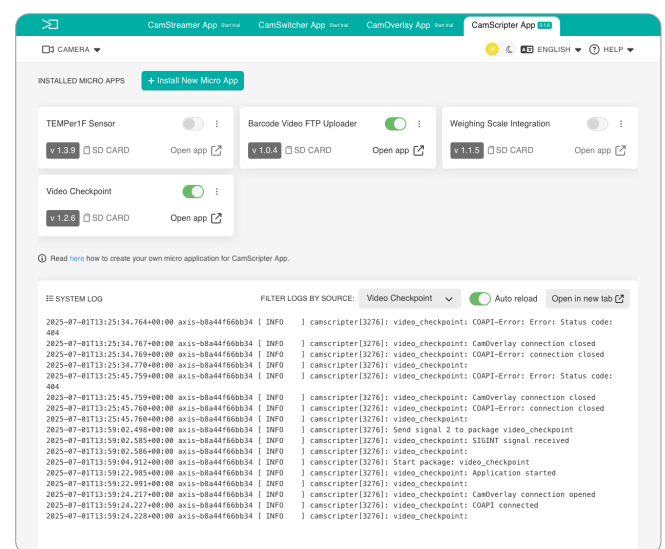 CamStreamer App Start trial CamSwitcher App Start trial CamOverlay App Start trial CamScripter App 3.1.0
CAMERA ENGLISH HELP
INSTALLED MICRO APPS + Install New Micro App
TEMPer1F Sensor Barcode Video FTP Uploader Weighing Scale Integration
v 1.3.9 SD CARD Open app v 1.0.4 SD CARD Open app v 1.1.5 SD CARD Open app
Video Checkpoint
v 1.2.6 SD CARD Open app
Read here how to create your own micro application for CamScripter App.
SYSTEM LOG FILTER LOGS BY SOURCE: Video Checkpoint Auto reload Open in new tab
2025-07-01T13:25:34.764+00:00 axis-b8a44f66bb34 [ INFO ] camscripter[3276]: video_checkpoint: COAPI-Error: Error: Status code:
404
2025-07-01T13:25:34.767+00:00 axis-b8a44f66bb34 [ INFO ] camscripter[3276]: video_checkpoint: CamOverlay connection closed
2025-07-01T13:25:34.769+00:00 axis-b8a44f66bb34 [ INFO ] camscripter[3276]: video_checkpoint: COAPI-Error: connection closed
2025-07-01T13:25:34.770+00:00 axis-b8a44f66bb34 [ INFO ] camscripter[3276]: video_checkpoint:
2025-07-01T13:25:45.759+00:00 axis-b8a44f66bb34 [ INFO ] camscripter[3276]: video_checkpoint: COAPI-Error: Error: Status code:
404
2025-07-01T13:25:45.759+00:00 axis-b8a44f66bb34 [ INFO ] camscripter[3276]: video_checkpoint: CamOverlay connection closed
2025-07-01T13:25:45.760+00:00 axis-b8a44f66bb34 [ INFO ] camscripter[3276]: video_checkpoint: COAPI-Error: connection closed
2025-07-01T13:25:45.760+00:00 axis-b8a44f66bb34 [ INFO ] camscripter[3276]: video_checkpoint:
2025-07-01T13:59:02.498+00:00 axis-b8a44f66bb34 [ INFO ] camscripter[3276]: Send signal 2 to package video_checkpoint
2025-07-01T13:59:02.585+00:00 axis-b8a44f66bb34 [ INFO ] camscripter[3276]: video_checkpoint: SIGINT signal received
2025-07-01T13:59:02.586+00:00 axis-b8a44f66bb34 [ INFO ] camscripter[3276]: video_checkpoint:
2025-07-01T13:59:04.912+00:00 axis-b8a44f66bb34 [ INFO ] camscripter[3276]: Start package: video_checkpoint
2025-07-01T13:59:22.985+00:00 axis-b8a44f66bb34 [ INFO ] camscripter[3276]: video_checkpoint: Application started
2025-07-01T13:59:22.991+00:00 axis-b8a44f66bb34 [ INFO ] camscripter[3276]: video_checkpoint:
2025-07-01T13:59:24.217+00:00 axis-b8a44f66bb34 [ INFO ] camscripter[3276]: video_checkpoint: CamOverlay connection opened
2025-07-01T13:59:24.227+00:00 axis-b8a44f66bb34 [ INFO ] camscripter[3276]: video_checkpoint: COAPI connected
2025-07-01T13:59:24.228+00:00 axis-b8a44f66bb34 [ INFO ] camscripter[3276]: video_checkpoint: